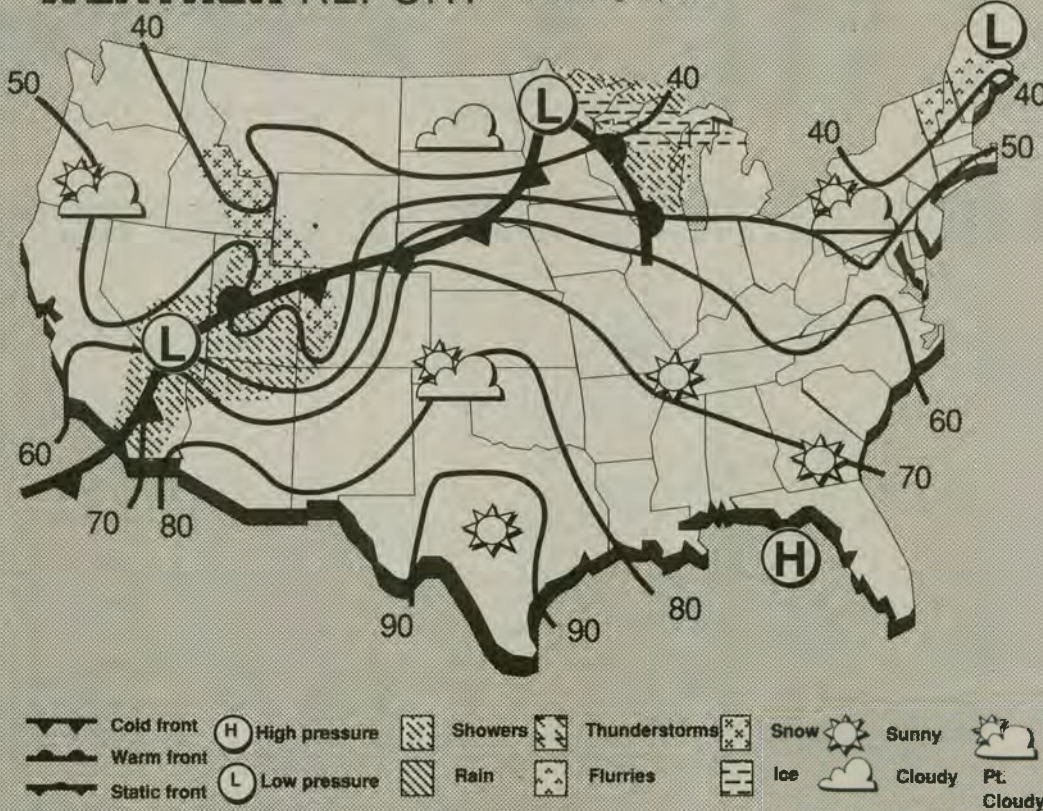 WEATHER REPORT
40
L
50
40
L
40
40
50
L
60
70
80
60
70
H
90
90
80
Cold front
H High pressure
Showers
Thunderstorms
Snow
Sunny
Warm front
Static front
L Low pressure
Rain
Flurries
Ice
Cloudy
Pt.
Cloudy